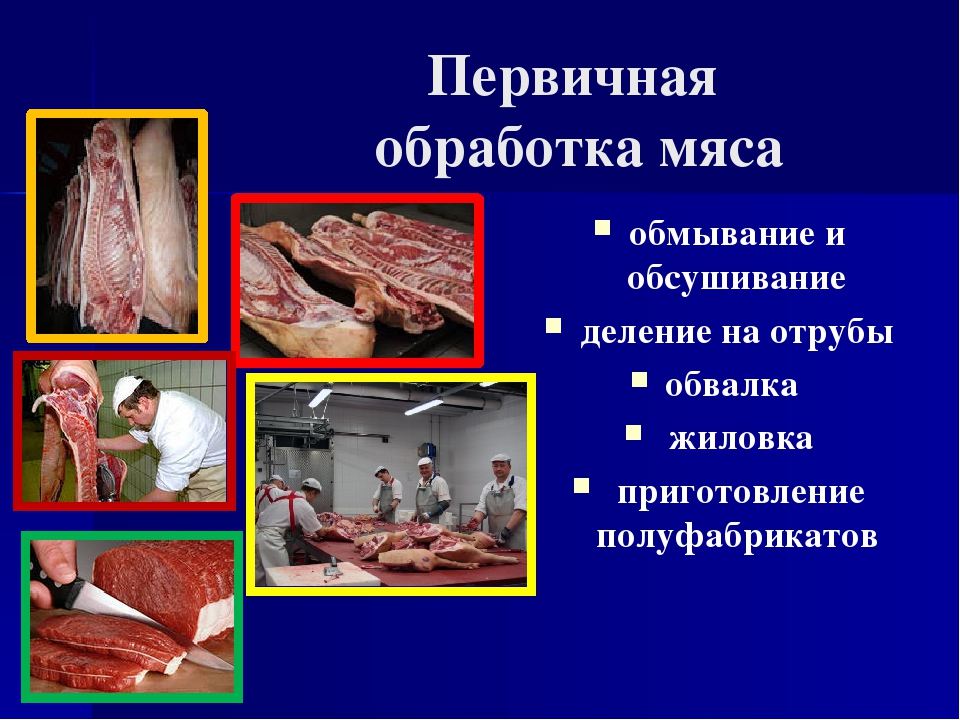 Первичная
обработка мяса
обмывание и
обсушивание
деление на отрубы
обвалка
жиловка
приготовление
полуфабрикатов